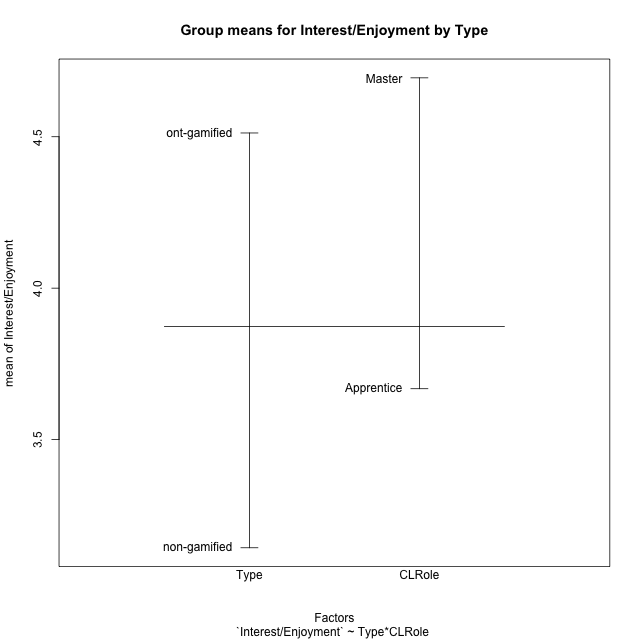 Group means for Interest/Enjoyment by Type
Master
ont-gamified
4.5
4.0
mean of Interest/Enjoyment
Apprentice
3.5
non-gamified
Type CLRole
Factors
`Interest/Enjoyment` ~ Type*CLRole